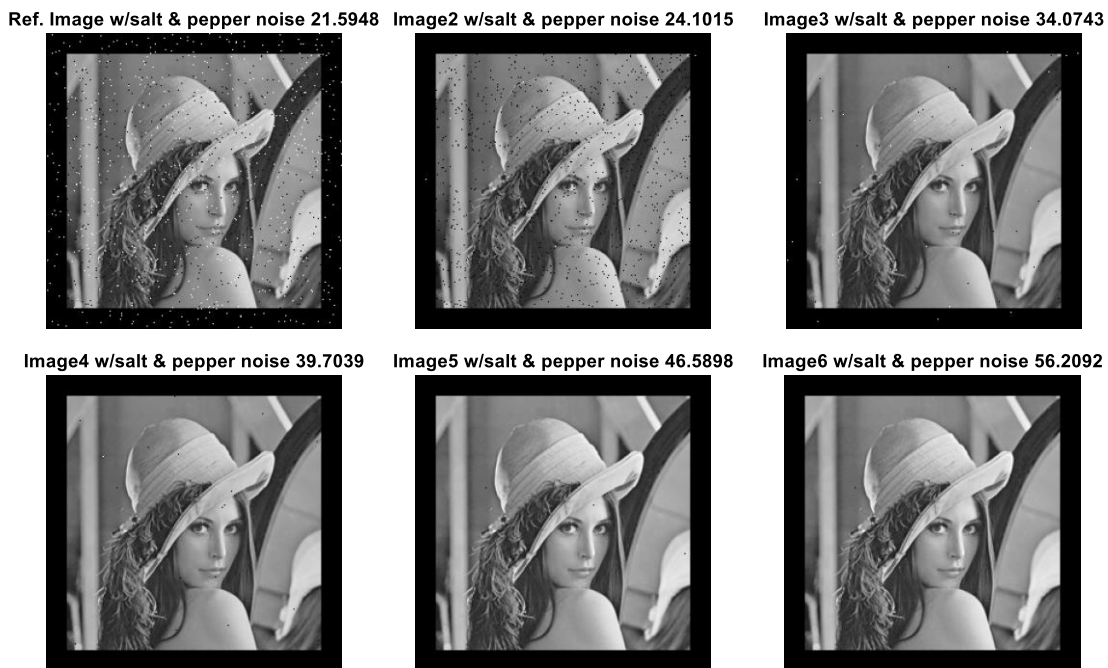 Ref. Image w/salt & pepper noise 21.5948
Image2 w/salt & pepper noise 24.1015
Image3 w/salt & pepper noise 34.0743
Image4 w/salt & pepper noise 39.7039
Image5 w/salt & pepper noise 46.5898
Image6 w/salt & pepper noise 56.2092